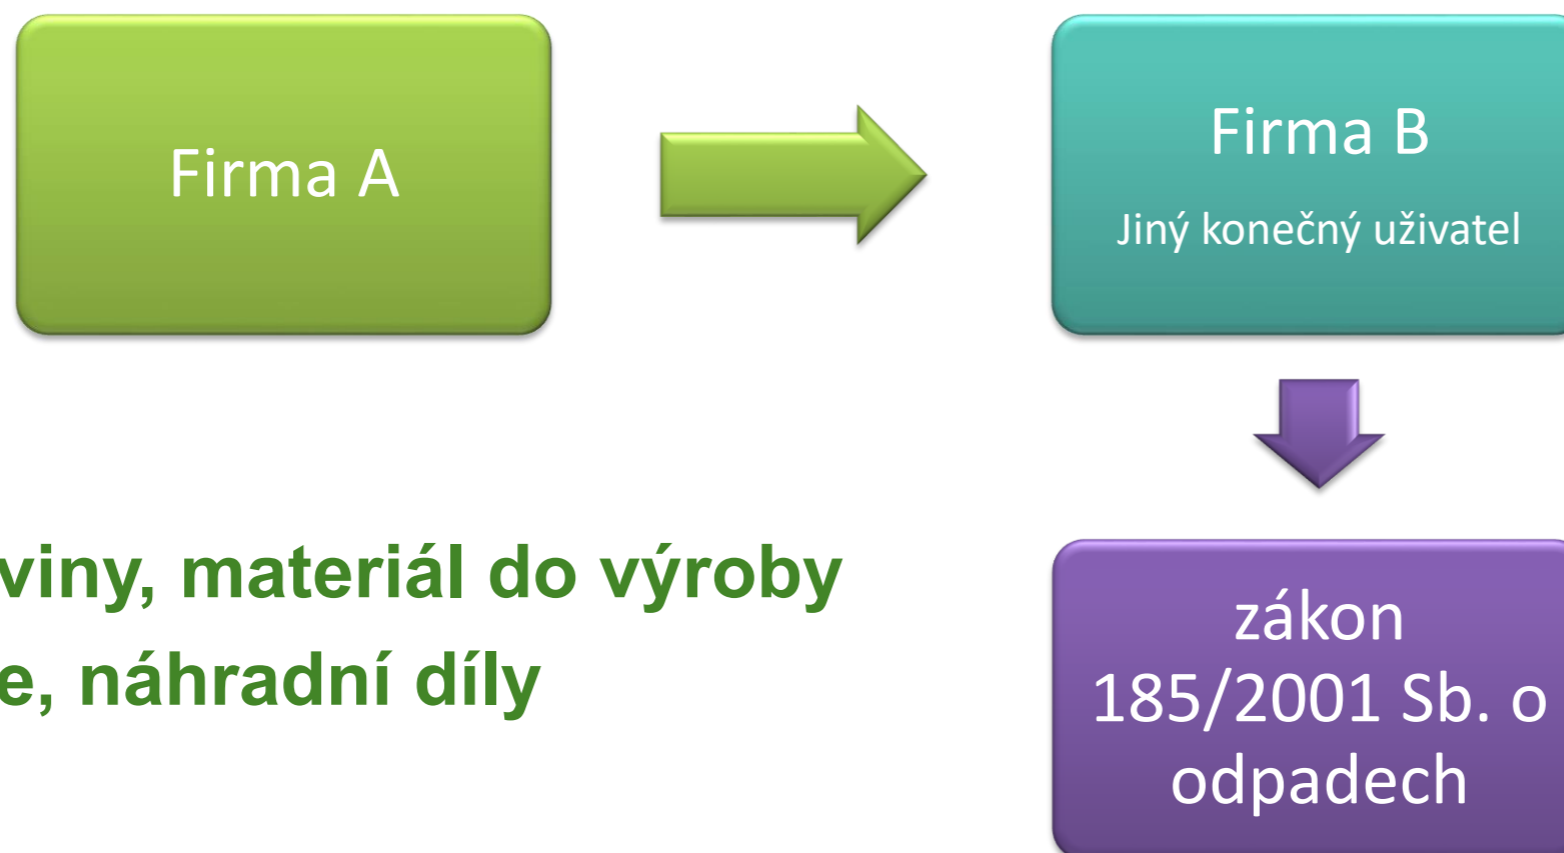 Firma A
Firma B
Jiný konečný uživatel
viny, materiál do výroby
e, náhradní díly
zákon
185/2001 Sb. o
odpadech